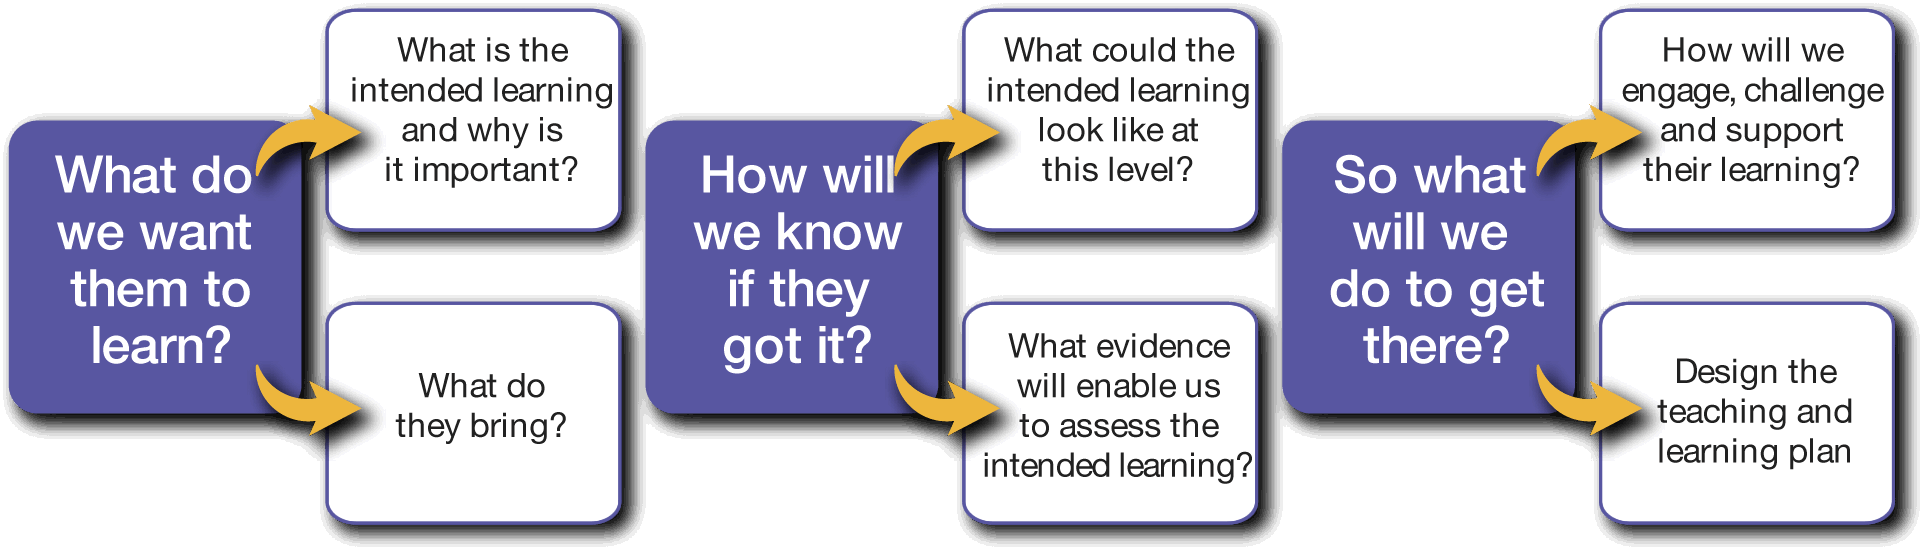 What do
we want
them to
learn?
What is the
intended learning
and why is
it important?
What do
they bring?
How will
we know
if they
got it?
What could the
intended learning
look like at
this level?
What evidence
will enable us
to assess the
intended learning?
So what
will we
do to get
there?
How will we
engage, challenge
and support
their learning?
Design the
teaching and
learning plan